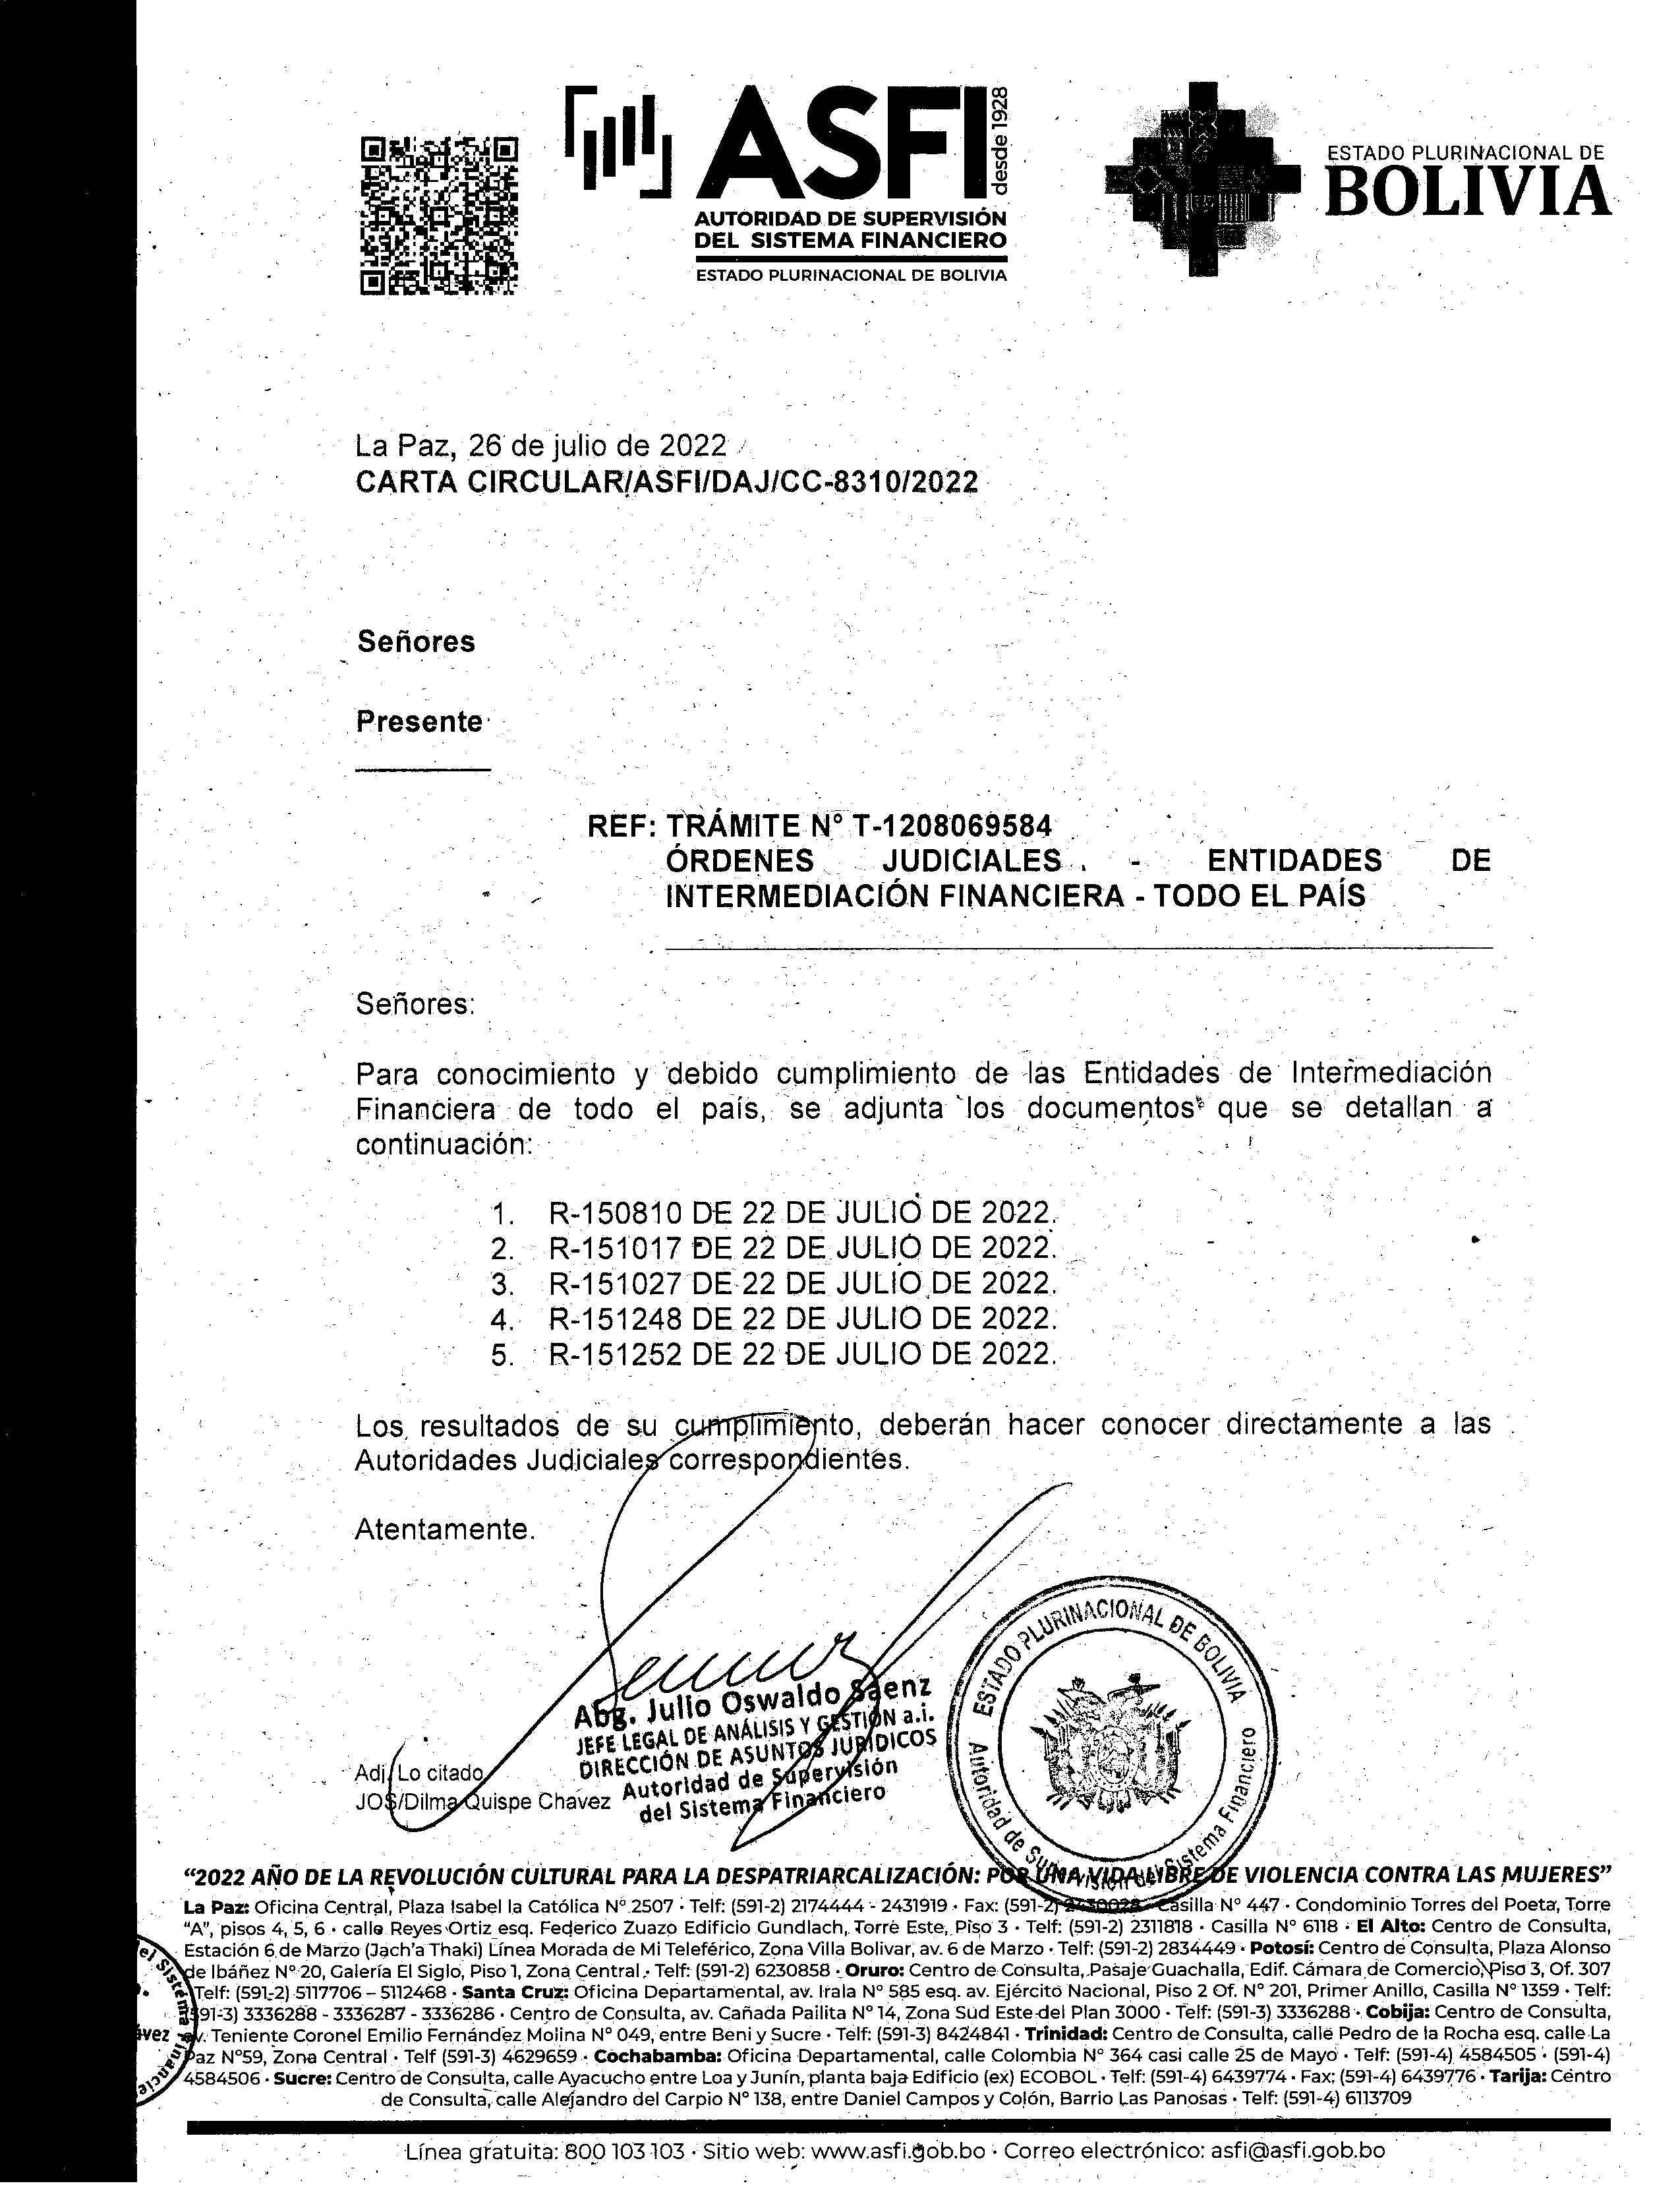 ASFI desde 1928
AUTORIDAD DE SUPERVISIÓN
DEL SISTEMA FINANCIERO
ESTADO PLURINACIONAL DE BOLIVIA
ESTADO PLURINACIONAL DE
BOLIVIA
La Paz, 26 de julio de 2022
CARTA CIRCULAR/ASFI/DAJ/CC-8310/2022
Señores
Presente
REF: TRÁMITE N° T-1208069584
ÓRDENES JUDICIALES - ENTIDADES DE
INTERMEDIACIÓN FINANCIERA - TODO EL PAÍS
Señores:
Para conocimiento y debido cumplimiento de las Entidades de Intermediación
Financiera de todo el país, se adjunta los documentos que se detallan a
continuación:
1. R-150810 DE 22 DE JULIO DE 2022.
2. R-151017 DE 22 DE JULIO DE 2022.
3. R-151027 DE 22 DE JULIO DE 2022.
4. R-151248 DE 22 DE JULIO DE 2022.
5. R-151252 DE 22 DE JULIO DE 2022.
Los resultados de su cumplimiento, deberán hacer conocer directamente a las
Autoridades Judiciales correspondientes.
Atentamente.
Abg. Julio Oswaldo Saenz
JEFE LEGAL DE ANÁLISIS Y GESTIÓN a.i.
DIRECCIÓN DE ASUNTOS JURIDICOS
Autoridad de Supervisión
del Sistema Financiero
Adj/Lo citado
JOS/Dilma Quispe Chavez
ESTADO PLURINACIONAL DE BOLIVIA
Autoridad de Supervisión del Sistema Financiero
“2022 AÑO DE LA REVOLUCIÓN CULTURAL PARA LA DESPATRIARCALIZACIÓN: POR UNA VIDA LIBRE DE VIOLENCIA CONTRA LAS MUJERES”
La Paz: Oficina Central, Plaza Isabel la Católica N° 2507 · Telf: (591-2) 2174444 - 2431919 · Fax: (591-2) 2430028 · Casilla N° 447 · Condominio Torres del Poeta, Torre
“A”, pisos 4, 5, 6 · calle Reyes Ortiz esq. Federico Zuazo Edificio Gundlach, Torre Este, Piso 3 · Telf: (591-2) 2311818 · Casilla N° 6118 · El Alto: Centro de Consulta,
Estación 6 de Marzo (Jach’a Thaki) Línea Morada de Mi Teleférico, Zona Villa Bolivar, av. 6 de Marzo · Telf: (591-2) 2834449 · Potosí: Centro de Consulta, Plaza Alonso
de Ibáñez N° 20, Galería El Siglo, Piso 1, Zona Central · Telf: (591-2) 6230858 · Oruro: Centro de Consulta, Pasaje Guachalla, Edif. Cámara de Comercio, Piso 3, Of. 307
Telf: (591-2) 5117706 – 5112468 · Santa Cruz: Oficina Departamental, av. Irala N° 585 esq. av. Ejército Nacional, Piso 2 Of. N° 201, Primer Anillo, Casilla N° 1359 · Telf:
(591-3) 3336288 - 3336287 - 3336286 · Centro de Consulta, av. Cañada Pailita N° 14, Zona Sud Este del Plan 3000 · Telf: (591-3) 3336288 · Cobija: Centro de Consulta,
av. Teniente Coronel Emilio Fernández Molina N° 049, entre Beni y Sucre · Telf: (591-3) 8424841 · Trinidad: Centro de Consulta, calle Pedro de la Rocha esq. calle La
Paz N°59, Zona Central · Telf (591-3) 4629659 · Cochabamba: Oficina Departamental, calle Colombia N° 364 casi calle 25 de Mayo · Telf: (591-4) 4584505 · (591-4)
4584506 · Sucre: Centro de Consulta, calle Ayacucho entre Loa y Junín, planta baja Edificio (ex) ECOBOL · Telf: (591-4) 6439774 · Fax: (591-4) 6439776 · Tarija: Centro
de Consulta, calle Alejandro del Carpio N° 138, entre Daniel Campos y Colón, Barrio Las Panosas · Telf: (591-4) 6113709
Línea gratuita: 800 103 103 · Sitio web: www.asfi.gob.bo · Correo electrónico: asfi@asfi.gob.bo